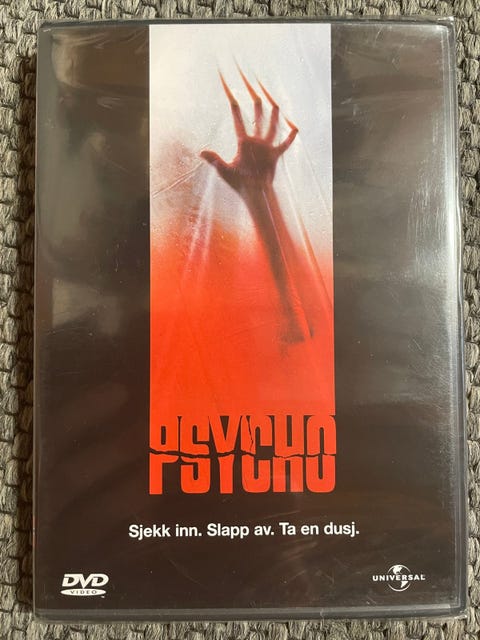 PSYCHO
Sjekk inn. Slapp av. Ta en dusj.
DVD
VIDEO
UNIVERSAL